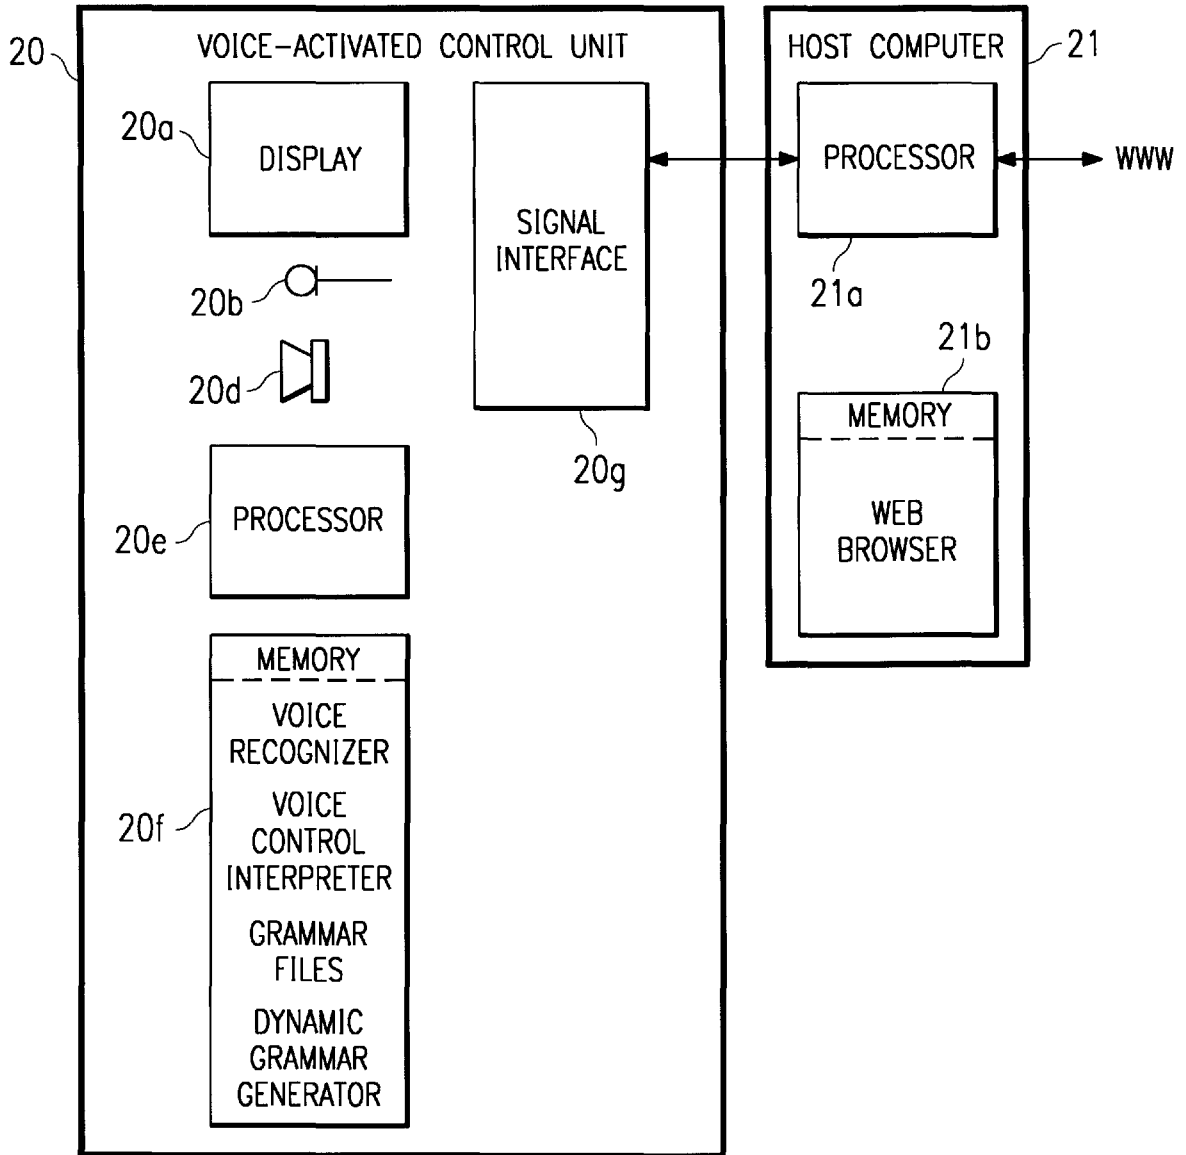 20
VOICE-ACTIVATED CONTROL UNIT
20a
DISPLAY
20b
20d
SIGNAL
INTERFACE
20g
20e
PROCESSOR
20f
MEMORY
VOICE
RECOGNIZER
VOICE
CONTROL
INTERPRETER
GRAMMAR
FILES
DYNAMIC
GRAMMAR
GENERATOR
HOST COMPUTER
21
PROCESSOR
WWW
21a
21b
MEMORY
WEB
BROWSER